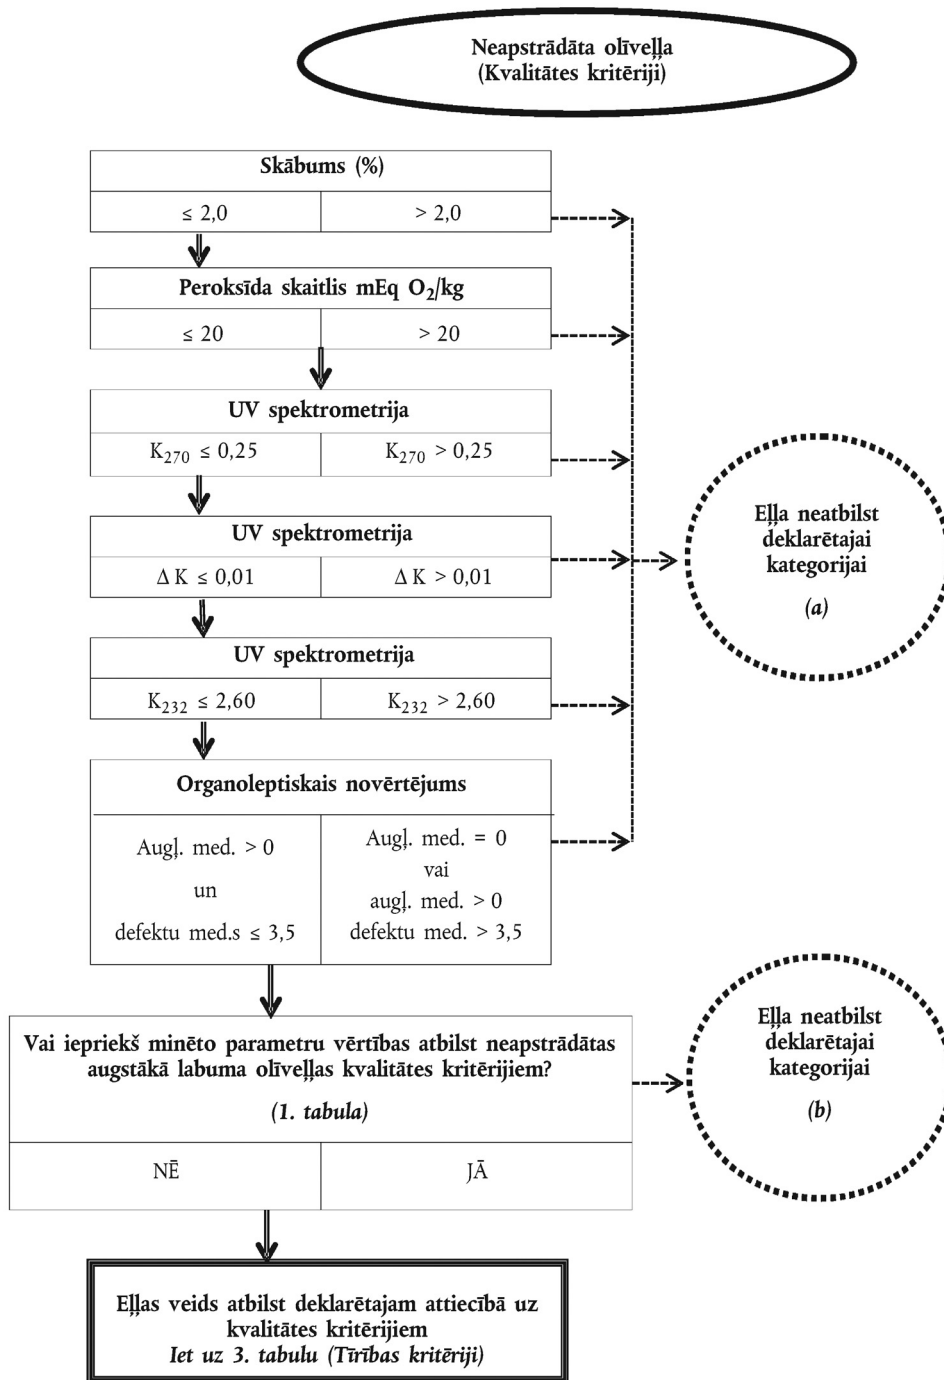 Neapstrādāta olīveļļa
(Kvalitātes kritēriji)
Skābums (%)
≤ 2,0
> 2,0
Peroksīda skaitlis mEq O₂/kg
≤ 20
> 20
UV spektrometrija
K₂₇₀ ≤ 0,25
K₂₇₀ > 0,25
UV spektrometrija
Δ K ≤ 0,01
Δ K > 0,01
UV spektrometrija
K₂₃₂ ≤ 2,60
K₂₃₂ > 2,60
Organoleptiskais novērtējums
Augļ. med. > 0
un
defektu med.s ≤ 3,5
Augļ. med. = 0
vai
augļ. med. > 0
defektu med. > 3,5
Eļļa neatbilst
deklarētajai
kategorijai
(a)
Vai iepriekš minēto parametru vērtības atbilst neapstrādātas
augstākā labuma olīveļļas kvalitātes kritērijiem?
(1. tabula)
NĒ
JĀ
Eļļa neatbilst
deklarētajai
kategorijai
(b)
Eļļas veids atbilst deklarētajam attiecībā uz
kvalitātes kritērijiem
Iet uz 3. tabulu (Tīrības kritēriji)